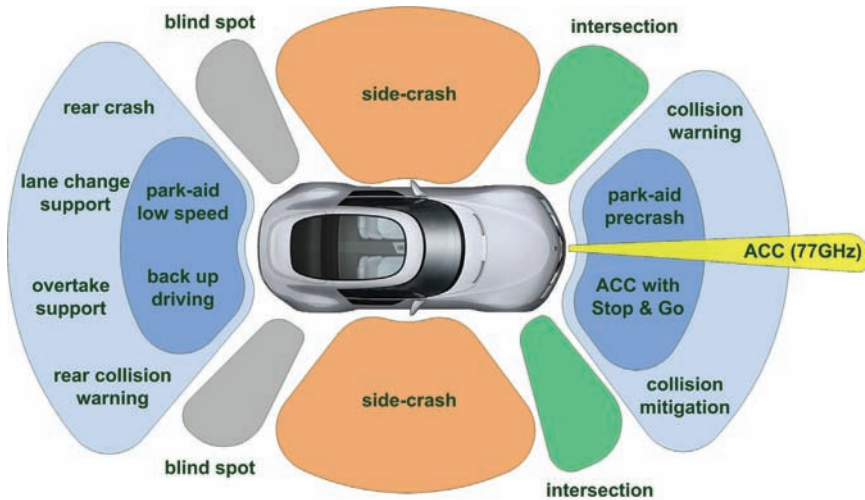 blind spot
intersection
side-crash
rear crash
collision
warning
lane change
support
park-aid
low speed
park-aid
precrash
ACC (77GHz)
overtake
support
back up
driving
ACC with
Stop & Go
rear collision
warning
side-crash
collision
mitigation
blind spot
intersection